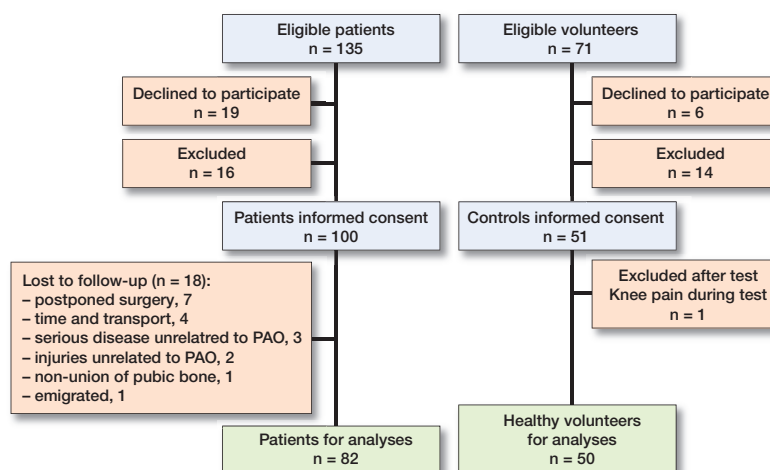 Eligible patients
n = 135
Declined to participate
n = 19
Excluded
n = 16
Patients informed consent
n = 100
Lost to follow-up (n = 18):
– postponed surgery, 7
– time and transport, 4
– serious disease unrelatred to PAO, 3
– injuries unrelated to PAO, 2
– non-union of pubic bone, 1
– emigrated, 1
Patients for analyses
n = 82
Eligible volunteers
n = 71
Declined to participate
n = 6
Excluded
n = 14
Controls informed consent
n = 51
Excluded after test
Knee pain during test
n = 1
Healthy volunteers
for analyses
n = 50